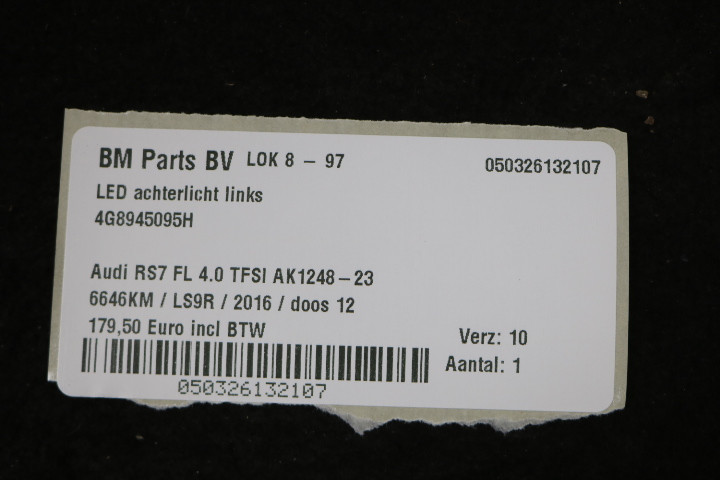 BM Parts BV LOK 8 - 97 050326132107
LED achterlicht links
4G8945095H
Audi RS7 FL 4.0 TFSI AK1248-23
6646KM / LS9R / 2016 / doos 12
179,50 Euro incl BTW
Verz: 10
Aantal: 1
050326132107